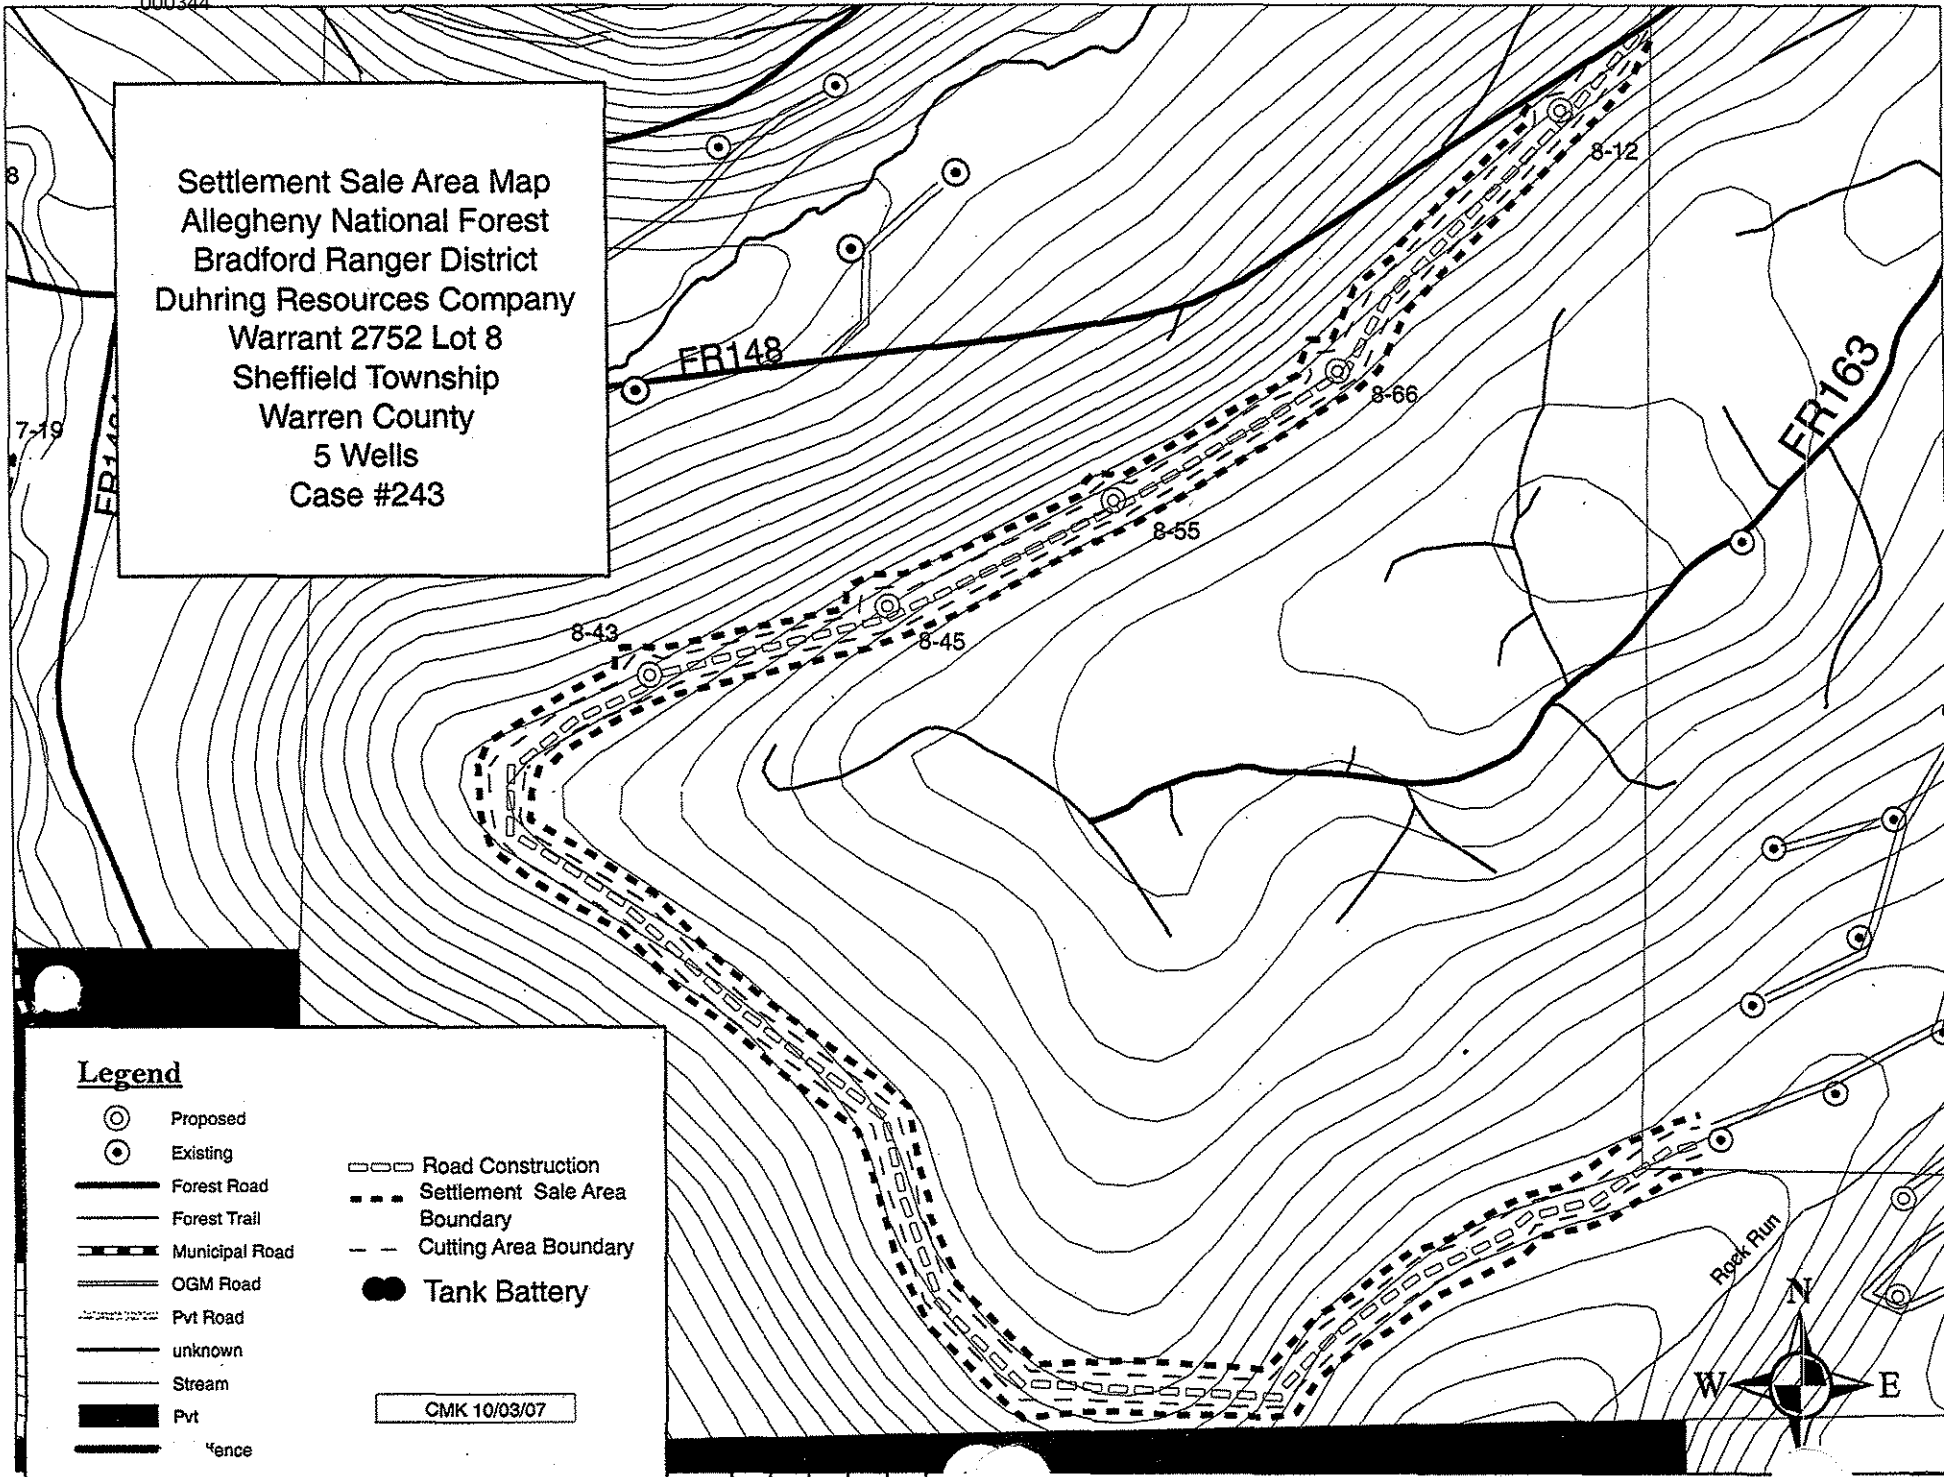 000344
Settlement Sale Area Map
Allegheny National Forest
Bradford Ranger District
Duhring Resources Company
Warrant 2752 Lot 8
Sheffield Township
Warren County
5 Wells
Case #243
8
7-19
FR148
FR163
8-12
8-66
8-55
8-45
8-43
Rock Run
N
W
E
Legend
Proposed
Existing
Forest Road
Forest Trail
Municipal Road
OGM Road
Pvt Road
unknown
Stream
Pvt
Road Construction
Settlement Sale Area
Boundary
Cutting Area Boundary
Tank Battery
CMK 10/03/07